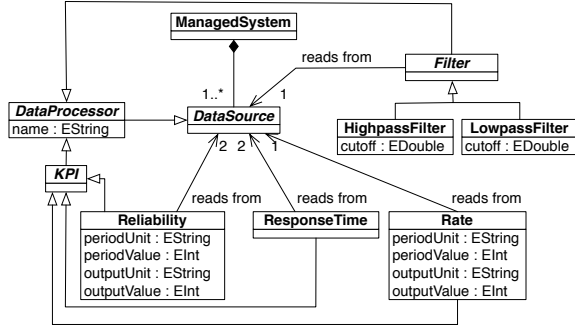 ManagedSystem
reads from
Filter
1..*
1
DataProcessor
name : EString
DataSource
HighpassFilter
cutoff : EDouble
LowpassFilter
cutoff : EDouble
2
2
1
KPI
reads from
reads from
reads from
Reliability
periodUnit : EString
periodValue : EInt
outputUnit : EString
outputValue : EInt
ResponseTime
Rate
periodUnit : EString
periodValue : EInt
outputUnit : EString
outputValue : EInt